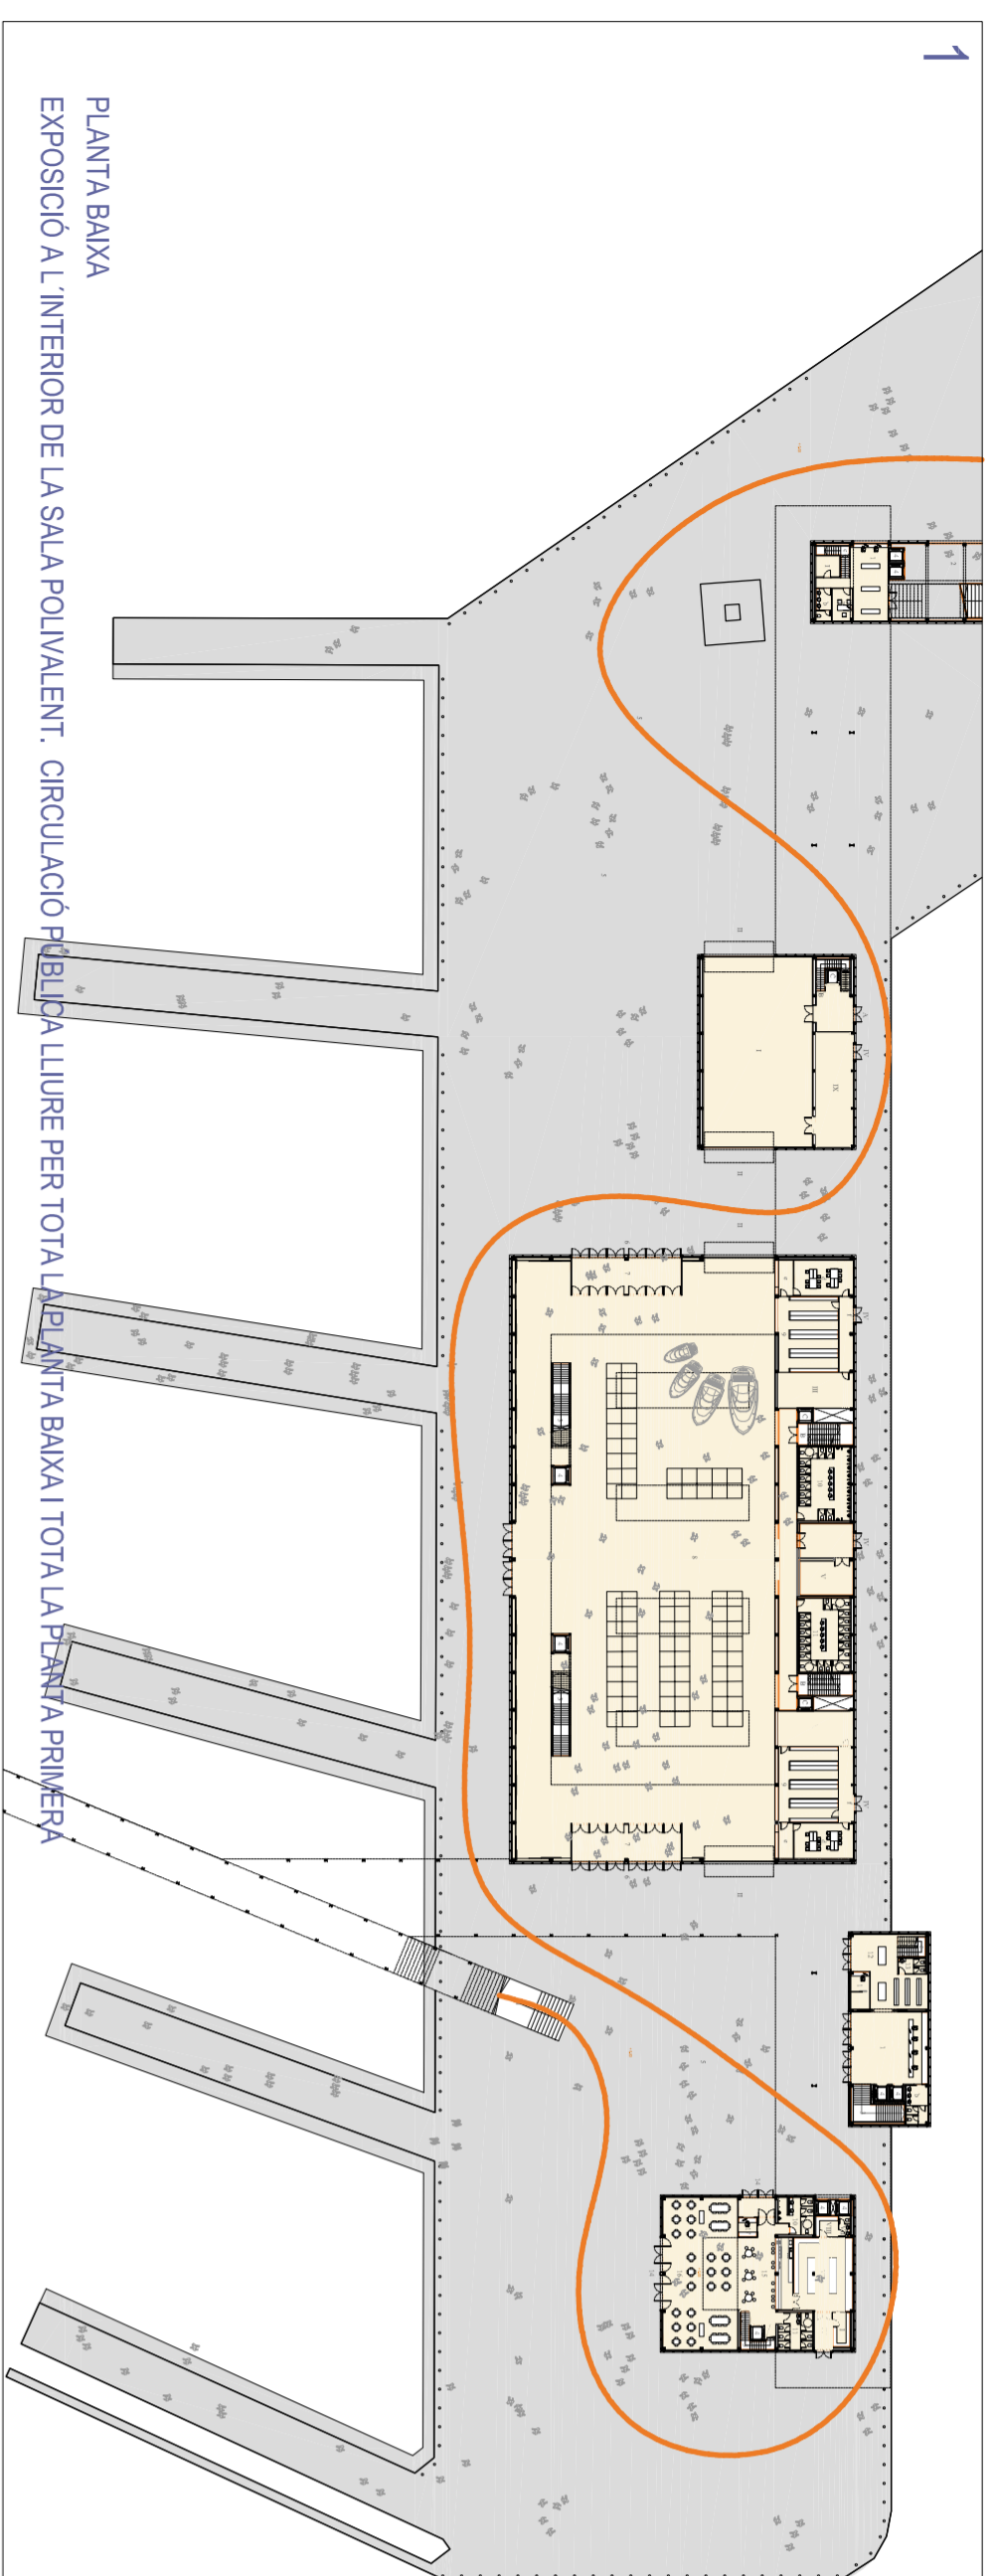 1
PLANTA BAIXA
EXPOSICIÓ A L´INTERIOR DE LA SALA POLIVALENT. CIRCULACIÓ PÚBLICA LLIURE PER TOTA LA PLANTA BAIXA I TOTA LA PLANTA PRIMERA